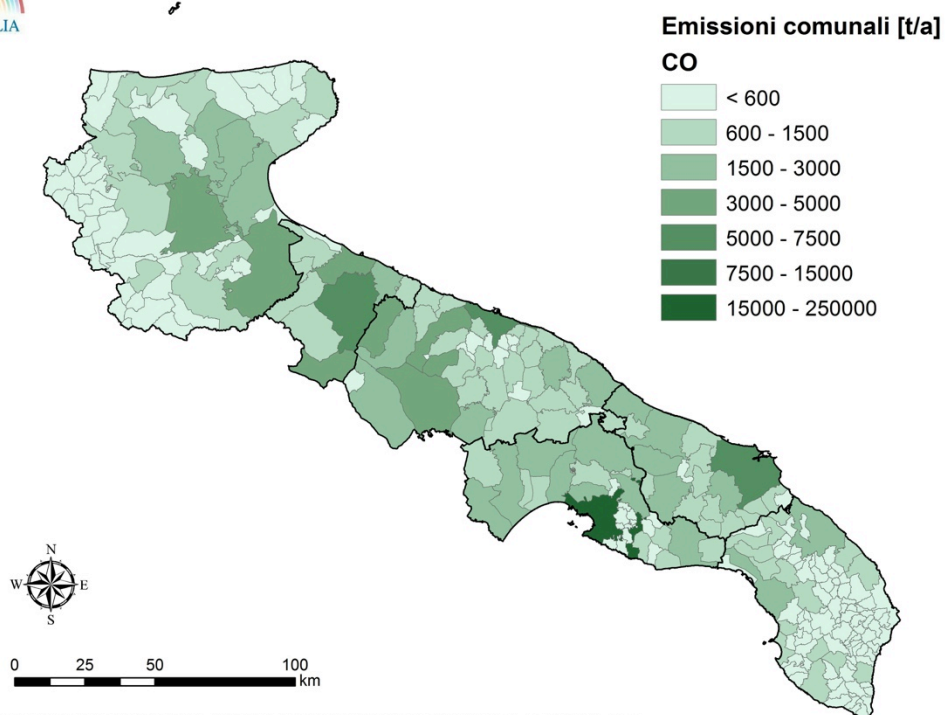 LIA
Emissioni comunali [t/a]
CO
< 600
600 - 1500
1500 - 3000
3000 - 5000
5000 - 7500
7500 - 15000
15000 - 250000
N
W E
S
0 25 50 100
km